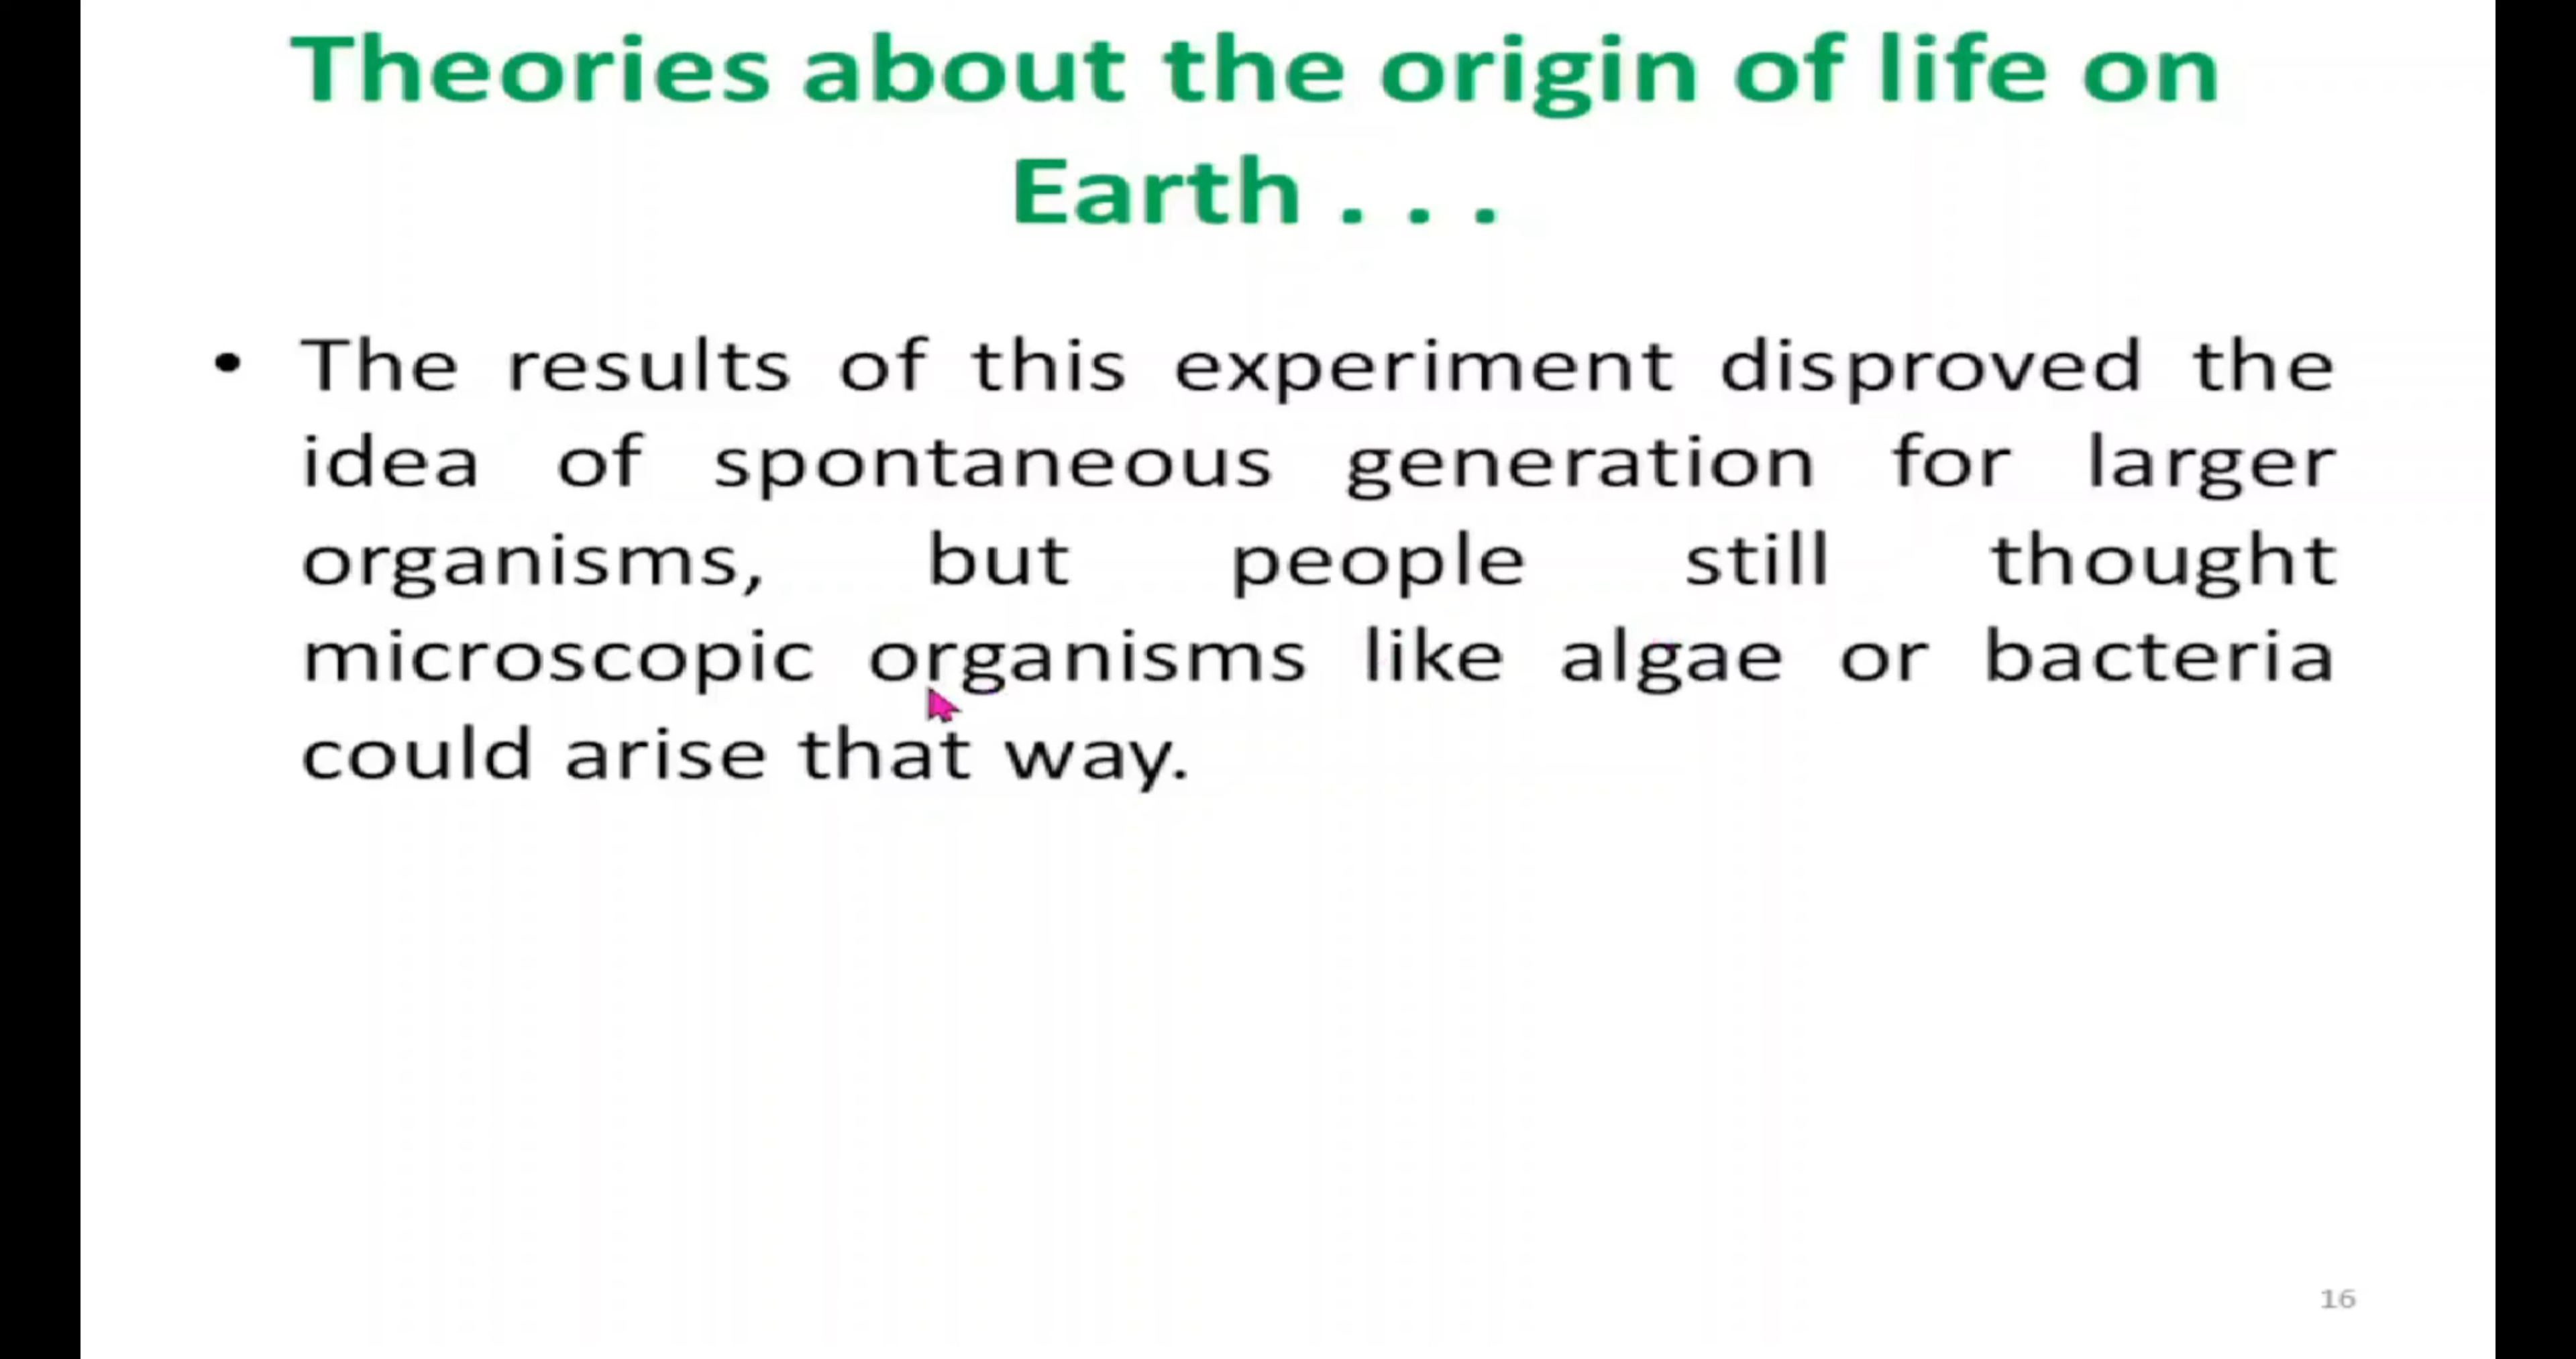 Theories about the origin of life on
Earth . . .
• The results of this experiment disproved the
idea of spontaneous generation for larger
organisms, but people still thought
microscopic organisms like algae or bacteria
could arise that way.
16